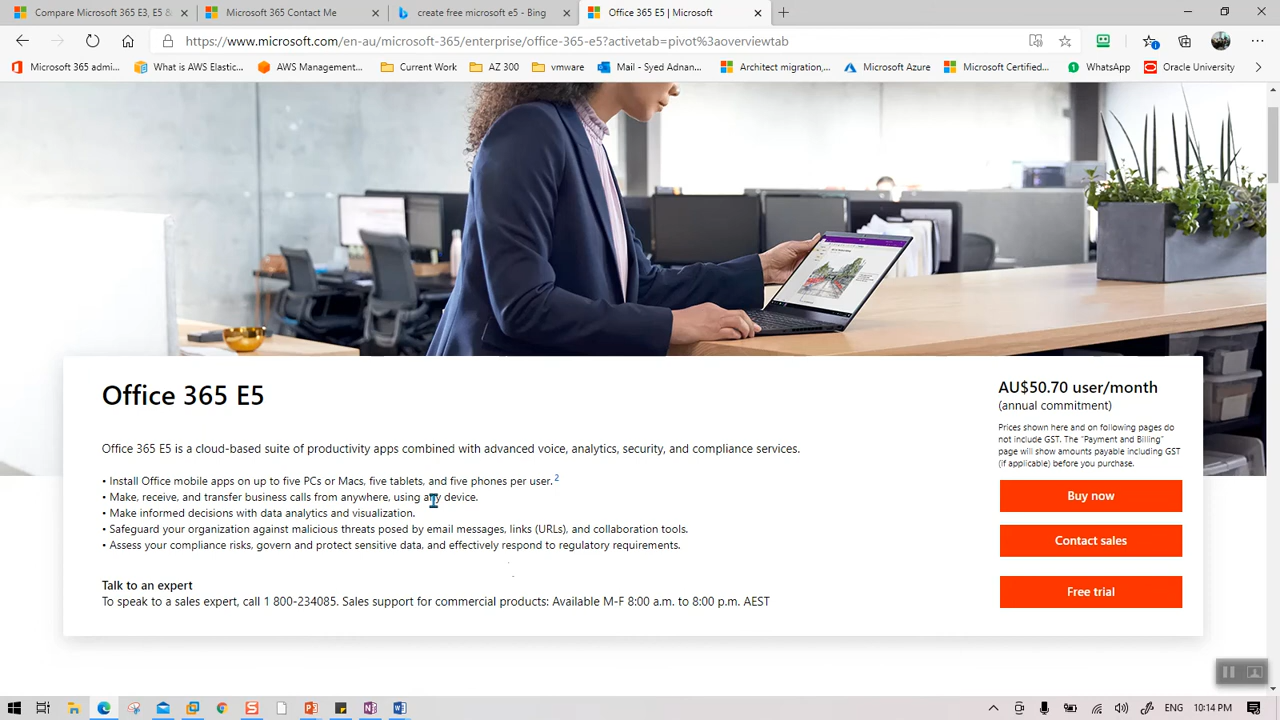 Compare Microsoft 365 E3, E5 &
Microsoft 365 Contact Me
create free microsoft e5 - Bing
Office 365 E5 | Microsoft
https://www.microsoft.com/en-au/microsoft-365/enterprise/office-365-e5?activetab=pivot%3aoverviewtab
Microsoft 365 admi...
What is AWS Elastic...
AWS Management...
Current Work
AZ 300
vmware
Mail - Syed Adnan...
Architect migration,...
Microsoft Azure
Microsoft Certified...
WhatsApp
Oracle University
Office 365 E5
Office 365 E5 is a cloud-based suite of productivity apps combined with advanced voice, analytics, security, and compliance services.
• Install Office mobile apps on up to five PCs or Macs, five tablets, and five phones per user.2
• Make, receive, and transfer business calls from anywhere, using any device.
• Make informed decisions with data analytics and visualization.
• Safeguard your organization against malicious threats posed by email messages, links (URLs), and collaboration tools.
• Assess your compliance risks, govern and protect sensitive data, and effectively respond to regulatory requirements.
Talk to an expert
To speak to a sales expert, call 1 800-234085. Sales support for commercial products: Available M-F 8:00 a.m. to 8:00 p.m. AEST
AU$50.70 user/month
(annual commitment)
Prices shown here and on following pages do
not include GST. The "Payment and Billing"
page will show amounts payable including GST
(if applicable) before you purchase.
Buy now
Contact sales
Free trial
ENG
10:14 PM